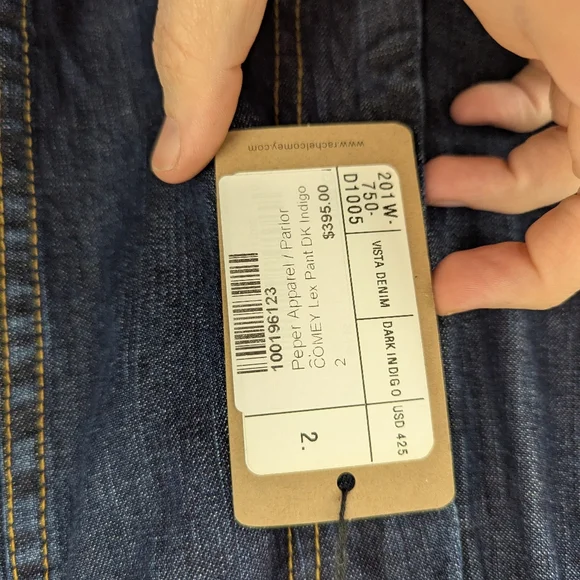 www.rachelcomey.com
201W-
750-
D1005
VISTA DENIM
DARK INDIGO
USD 425
2.
$395.00
COMEY Lex Pant DK Indigo
Peper Apparel / Parlor
2
100196123